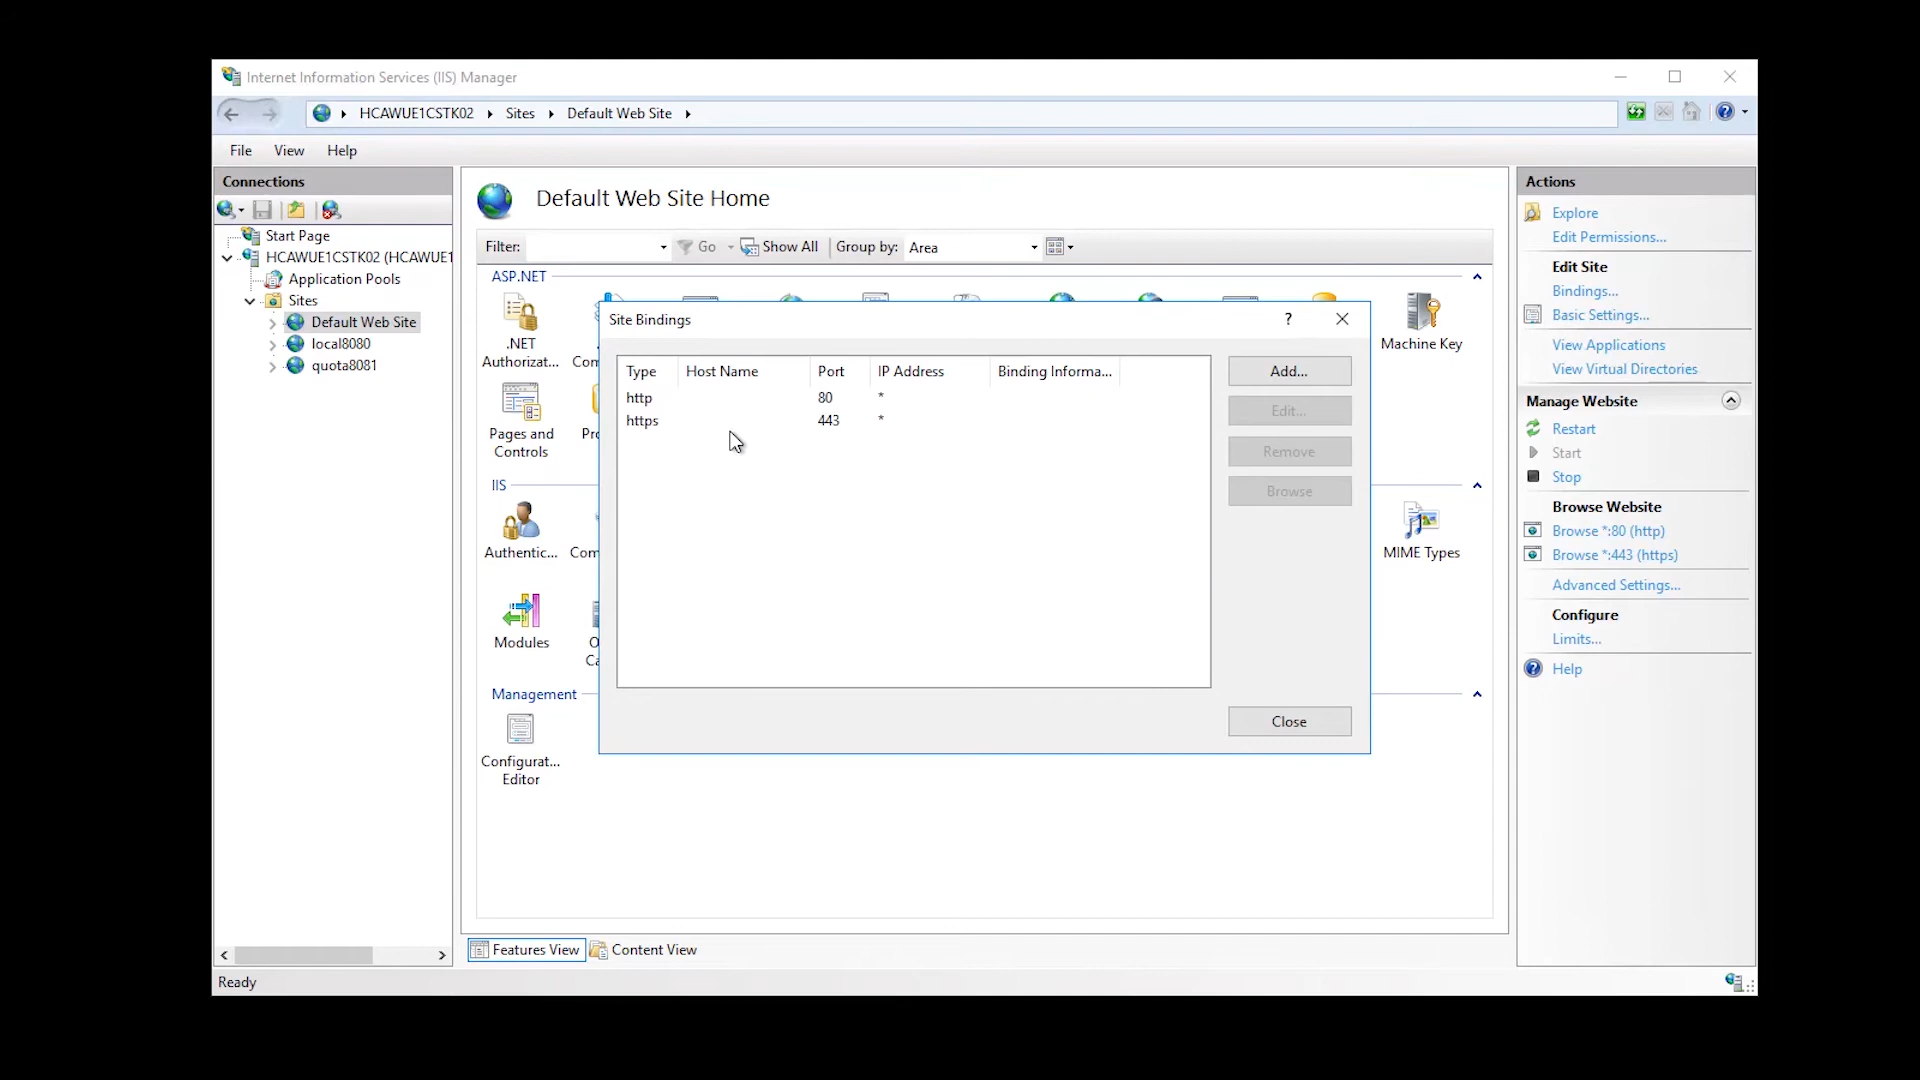 Internet Information Services (IIS) Manager
HCAWUE1CSTK02 Sites Default Web Site
File View Help
Connections
Start Page
HCAWUE1CSTK02 (HCAWUE1
Application Pools
Sites
Default Web Site
local8080
quota8081
Default Web Site Home
Filter: Go Show All Group by: Area
ASP.NET
.NET
Authorizat...
Com
Machine Key
Pages and
Controls
Pro
IIS
Authentic...
Com
MIME Types
Modules
O
Ca
Management
Configurat...
Editor
Site Bindings
?
Type Host Name Port IP Address Binding Informa...
http 80 *
https 443 *
Add...
Edit...
Remove
Browse
Close
Actions
Explore
Edit Permissions...
Edit Site
Bindings...
Basic Settings...
View Applications
View Virtual Directories
Manage Website
Restart
Start
Stop
Browse Website
Browse *:80 (http)
Browse *:443 (https)
Advanced Settings...
Configure
Limits...
Help
Features View Content View
Ready